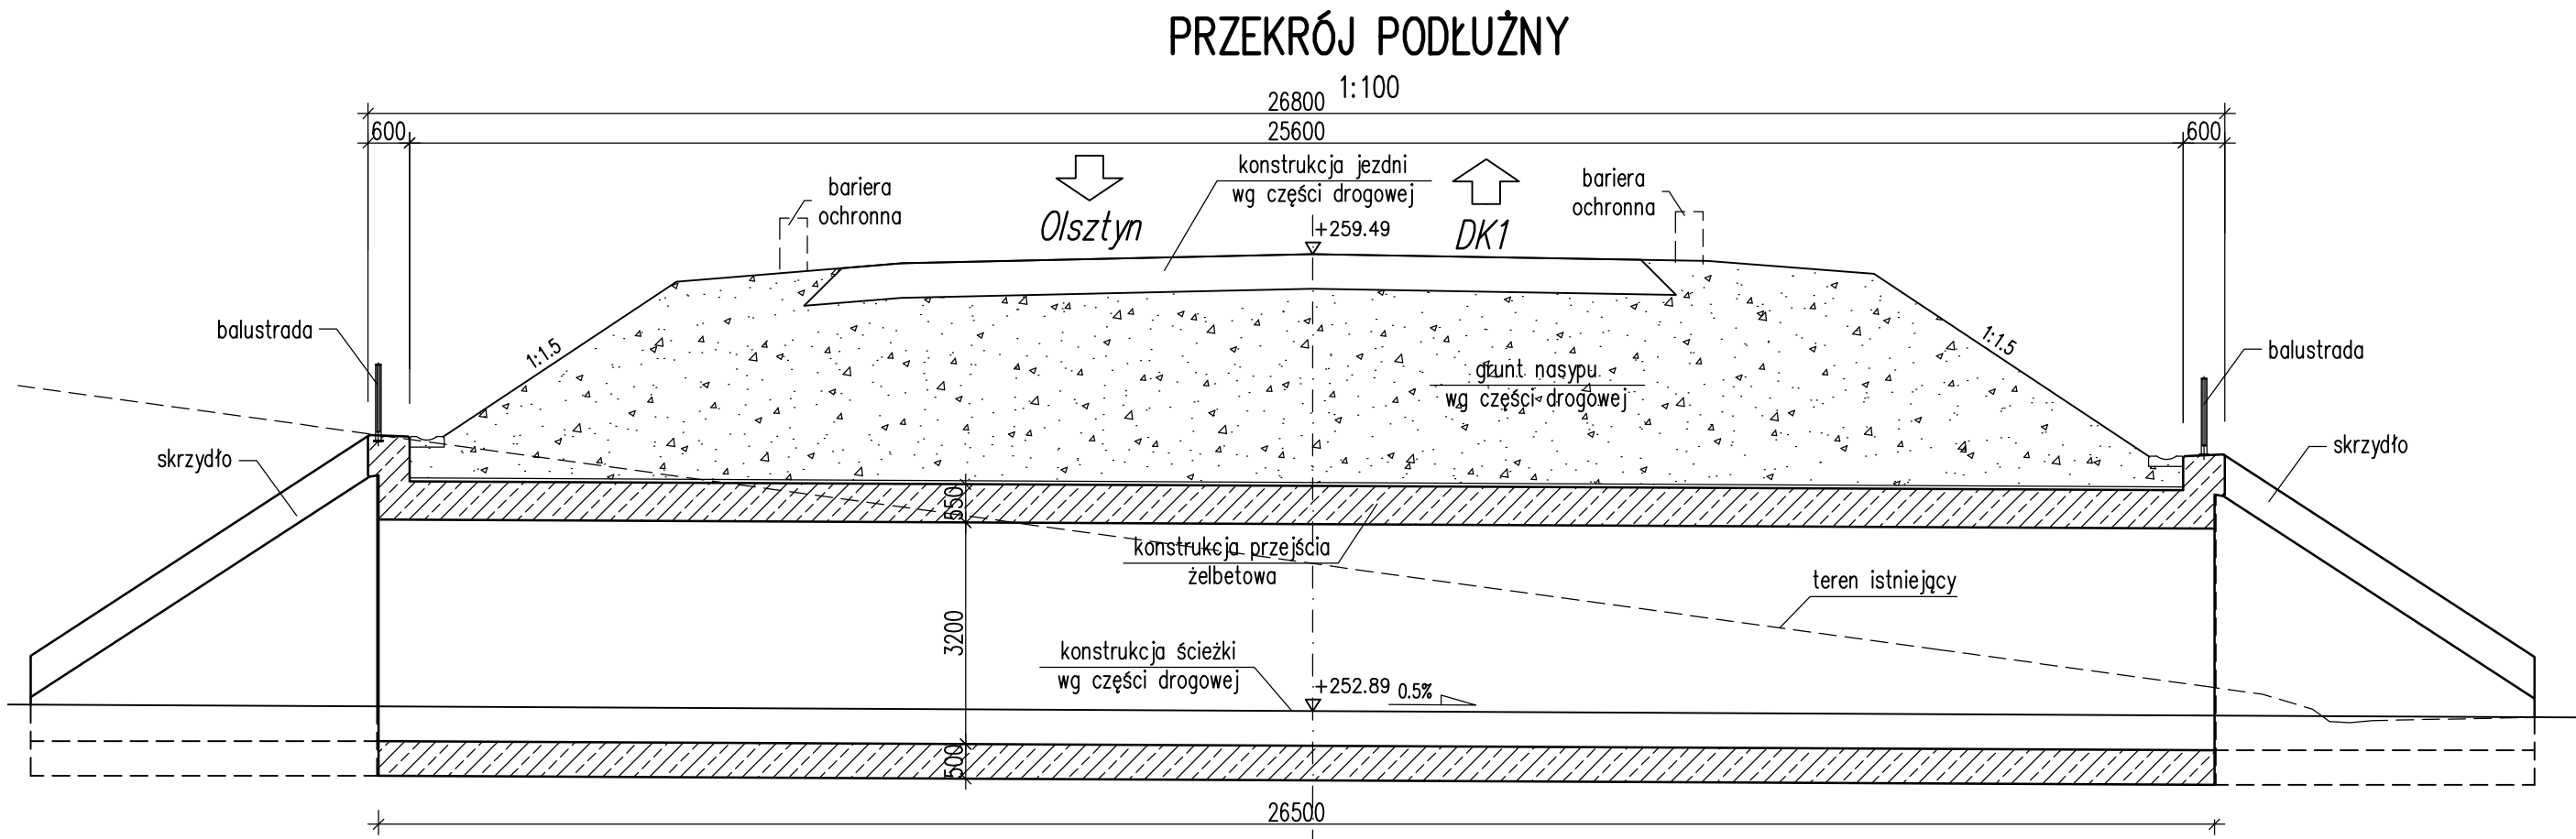 PRZEKRÓJ PODŁUŻNY
1:100
26800
600
25600
600
konstrukcja jezdni
wg części drogowej
bariera
ochronna
bariera
ochronna
Olsztyn
+259.49
DK1
balustrada
1:1.5
1:1.5
balustrada
grunt nasypu
wg części drogowej
skrzydło
skrzydło
550
konstrukcja przejścia
żelbetowa
teren istniejący
3200
konstrukcja ścieżki
wg części drogowej
+252.89
0.5%
500
26500